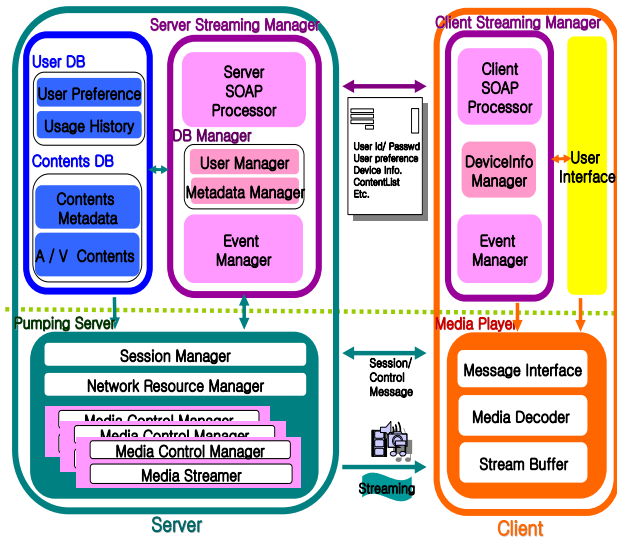 Server Streaming Manager
Client Streaming Manager
User DB
User Preference
Usage History
Contents DB
Contents
Metadata
A / V Contents
Server
SOAP
Processor
DB Manager
User Manager
Metadata Manager
Event
Manager
User Id/ Passwd
User preference
Device Info.
ContentList
Etc.
Client
SOAP
Processor
DeviceInfo
Manager
Event
Manager
User
Interface
Pumping Server
Session Manager
Network Resource Manager
Media Control Manager
Media Control Manager
Media Control Manager
Media Streamer
Session/
Control
Message
Streaming
Media Player
Message Interface
Media Decoder
Stream Buffer
Server
Client